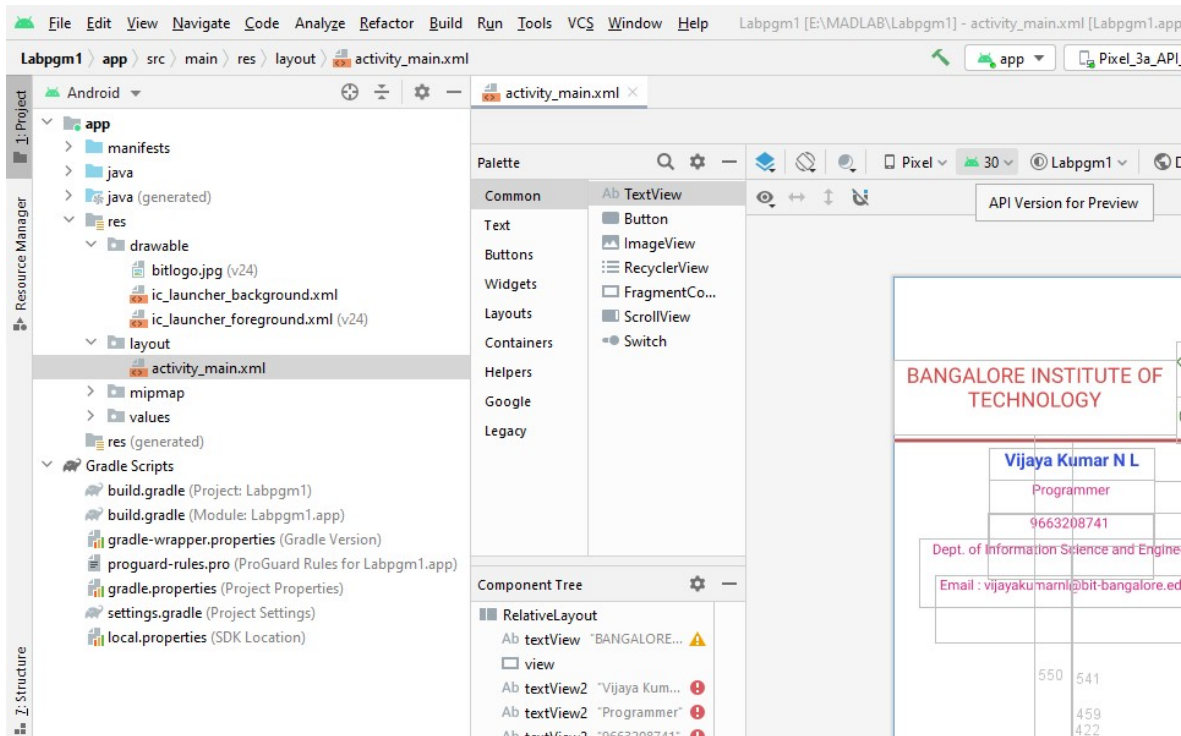 File Edit View Navigate Code Analyze Refactor Build Run Tools VCS Window Help Labpgm1 [E:\MADLAB\Labpgm1] - activity_main.xml [Labpgm1.app
Labpgm1 app src main res layout activity_main.xml app Pixel_3a_API_
1: Project
Resource Manager
7: Structure
Android
app
manifests
java
java (generated)
res
drawable
bitlogo.jpg (v24)
ic_launcher_background.xml
ic_launcher_foreground.xml (v24)
layout
activity_main.xml
mipmap
values
res (generated)
Gradle Scripts
build.gradle (Project: Labpgm1)
build.gradle (Module: Labpgm1.app)
gradle-wrapper.properties (Gradle Version)
proguard-rules.pro (ProGuard Rules for Labpgm1.app)
gradle.properties (Project Properties)
settings.gradle (Project Settings)
local.properties (SDK Location)
activity_main.xml
Palette
Common
Text
Buttons
Widgets
Layouts
Containers
Helpers
Google
Legacy
Ab TextView
Button
ImageView
RecyclerView
FragmentCo...
ScrollView
Switch
Component Tree
RelativeLayout
Ab textView "BANGALORE...
view
Ab textView2 "Vijaya Kum...
Ab textView2 "Programmer"
Ab textView2 "9663208741"
Pixel 30 Labpgm1 D
API Version for Preview
BANGALORE INSTITUTE OF
TECHNOLOGY
Vijaya Kumar N L
Programmer
9663208741
Dept. of Information Science and Engine
Email : vijayakumarnl@bit-bangalore.ed
550 541
459
422